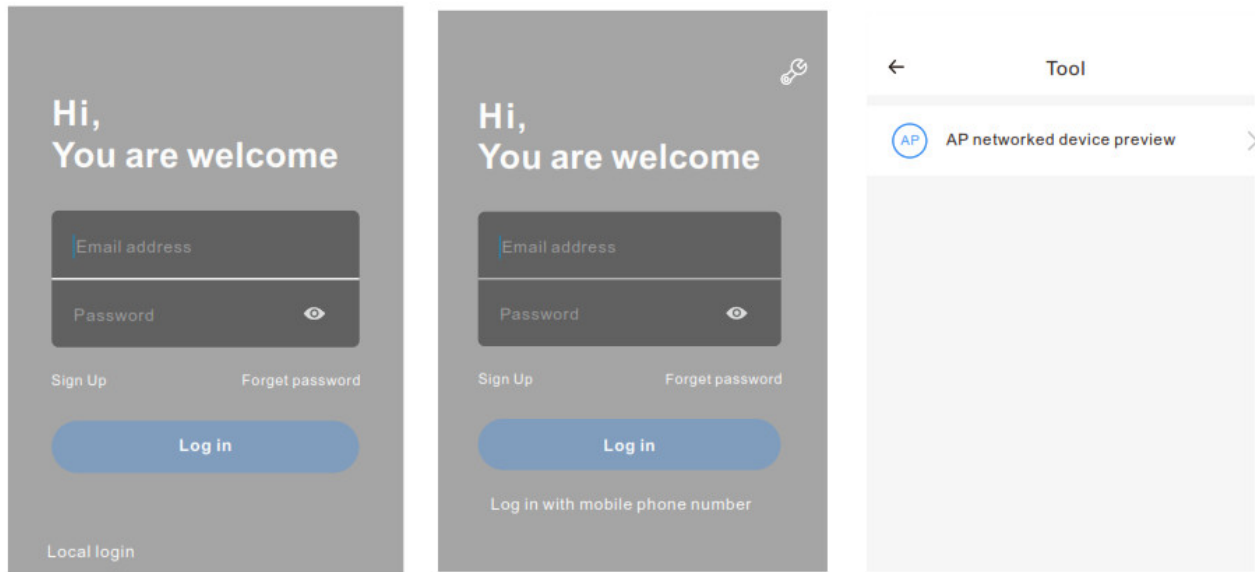 Hi,
You are welcome
Email address
Password
Sign Up
Forget password
Log in
Local login
Hi,
You are welcome
Email address
Password
Sign Up
Forget password
Log in
Log in with mobile phone number
Tool
AP
AP networked device preview